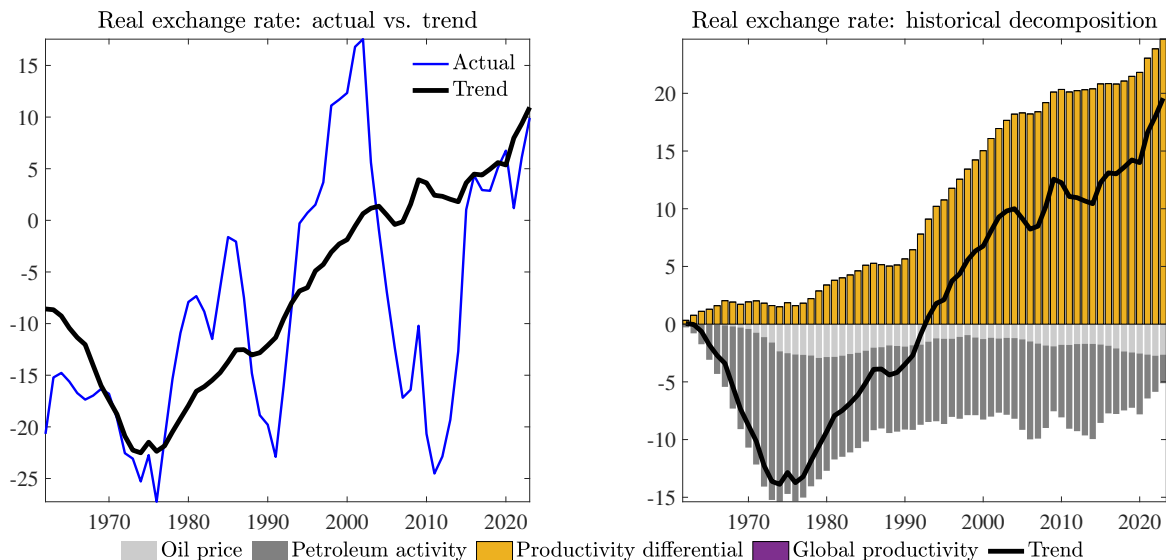 Real exchange rate: actual vs. trend
15
10
5
0
-5
-10
-15
-20
-25
Actual
Trend
1970 1980 1990 2000 2010 2020
Real exchange rate: historical decomposition
20
15
10
5
0
-5
-10
-15
1970 1980 1990 2000 2010 2020
Oil price Petroleum activity Productivity differential Global productivity Trend